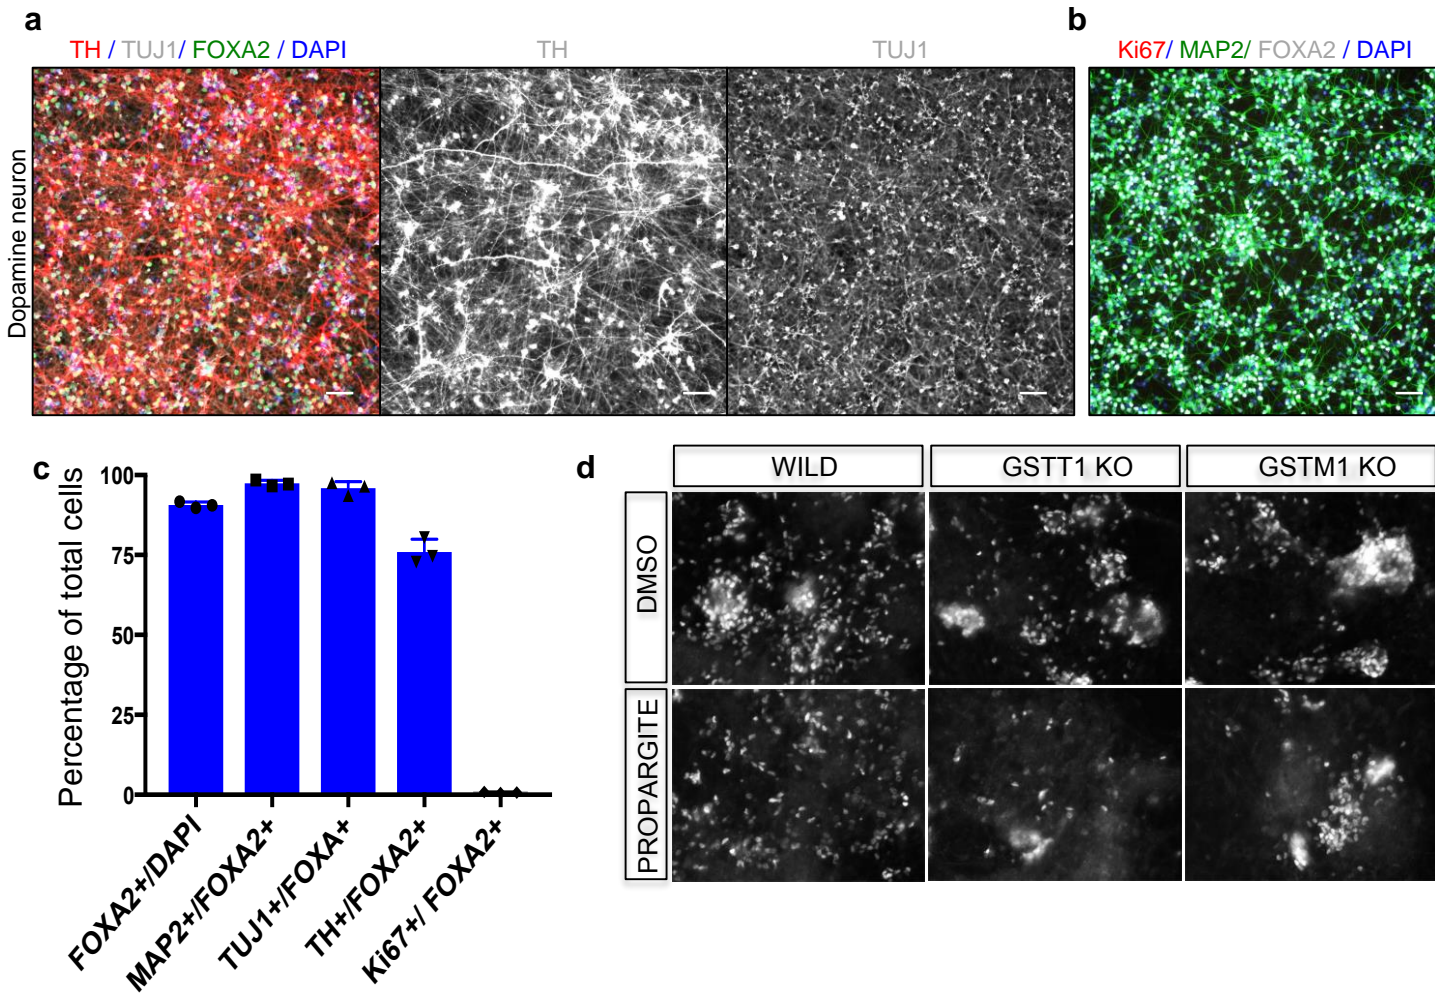 a
TH / TUJ1/ FOXA2 / DAPI
TH
TUJ1
Dopamine neuron
b
Ki67/ MAP2/ FOXA2 / DAPI
c
Percentage of total cells
100
75
50
25
0
FOXA2+/DAPI
MAP2+/FOXA2+
TUJ1+/FOXA+
TH+/FOXA2+
Ki67+/ FOXA2+
d
WILD
GSTT1 KO
GSTM1 KO
DMSO
PROPARGITE